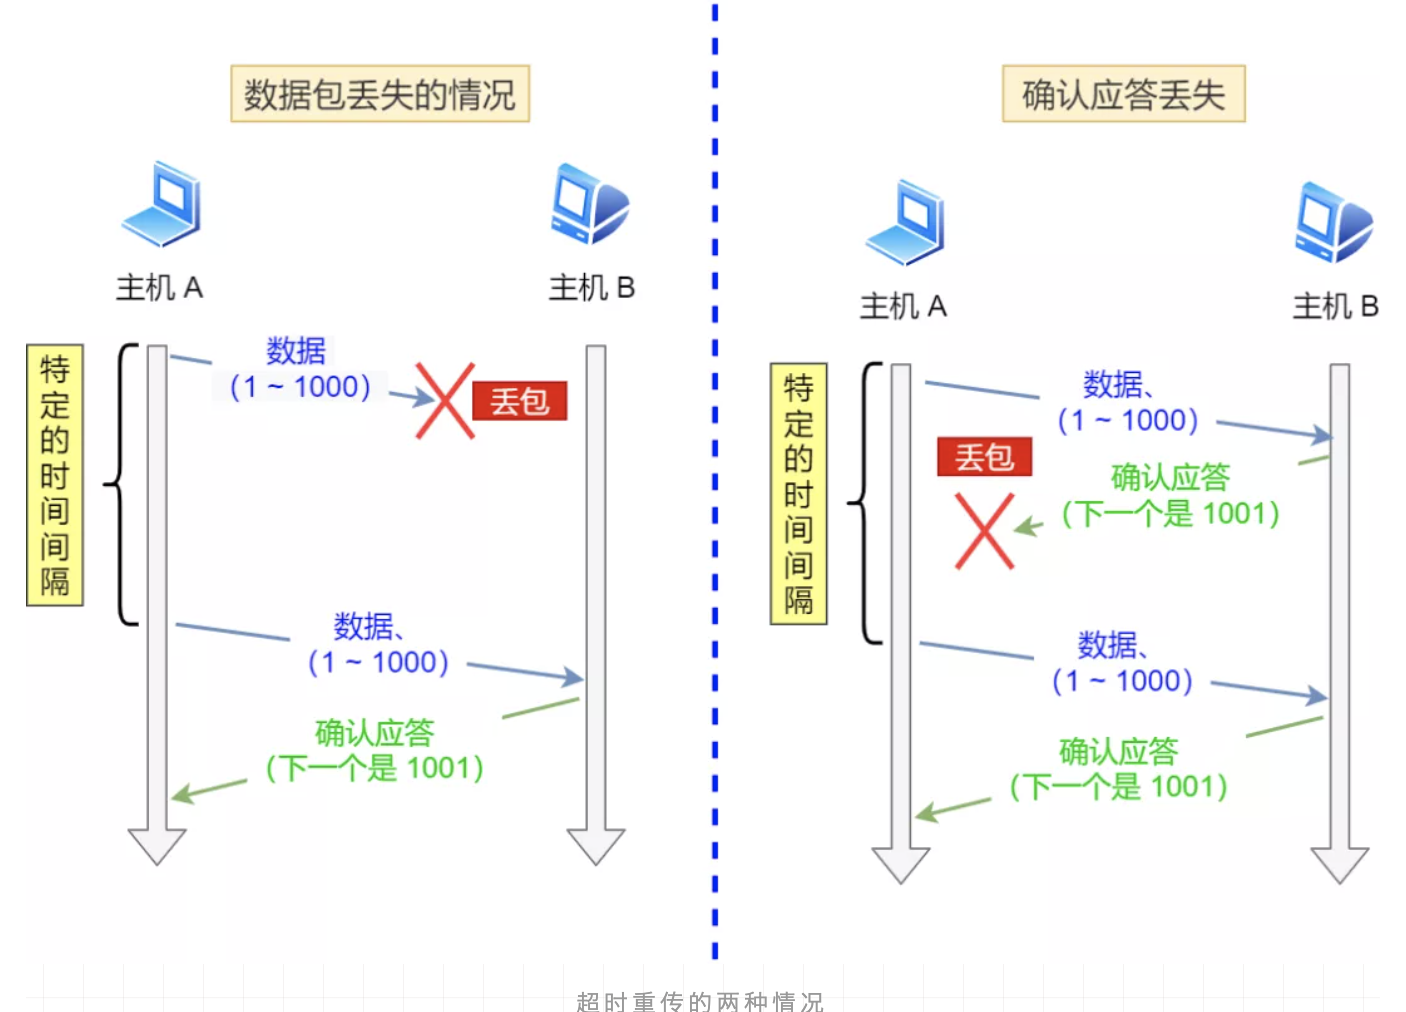 数据包丢失的情况
主机 A
主机 B
特定的时间间隔
数据
（1 ~ 1000）
丢包
数据、
（1 ~ 1000）
确认应答
（下一个是 1001）
确认应答丢失
主机 A
主机 B
特定的时间间隔
数据、
（1 ~ 1000）
丢包
确认应答
（下一个是 1001）
数据、
（1 ~ 1000）
确认应答
（下一个是 1001）
超时重传的两种情况